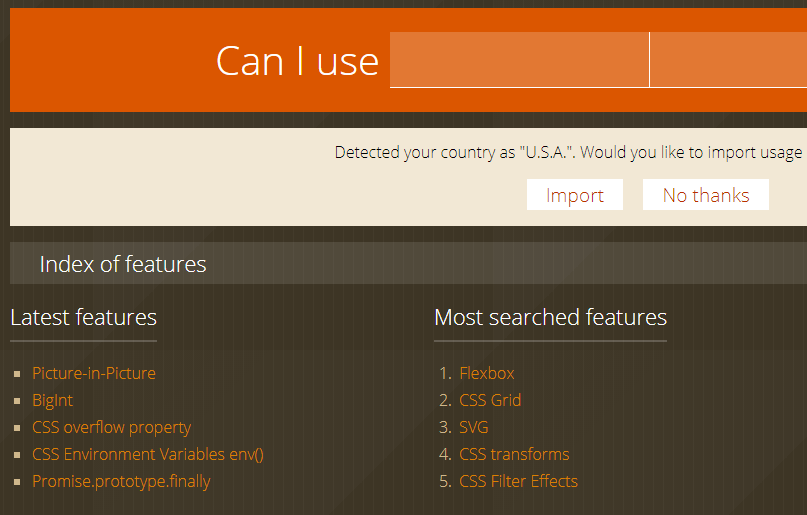 Can I use
Detected your country as "U.S.A.". Would you like to import usage
Import
No thanks
Index of features
Latest features
Picture-in-Picture
BigInt
CSS overflow property
CSS Environment Variables env()
Promise.prototype.finally
Most searched features
1. Flexbox
2. CSS Grid
3. SVG
4. CSS transforms
5. CSS Filter Effects